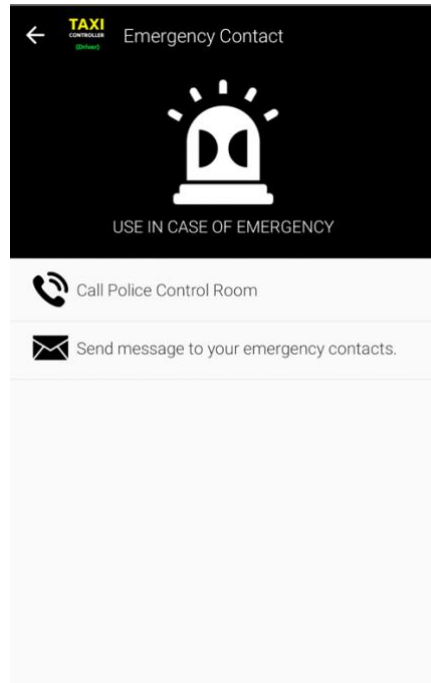 TAXI
CONTROLLER
(Driver)
Emergency Contact
USE IN CASE OF EMERGENCY
Call Police Control Room
Send message to your emergency contacts.